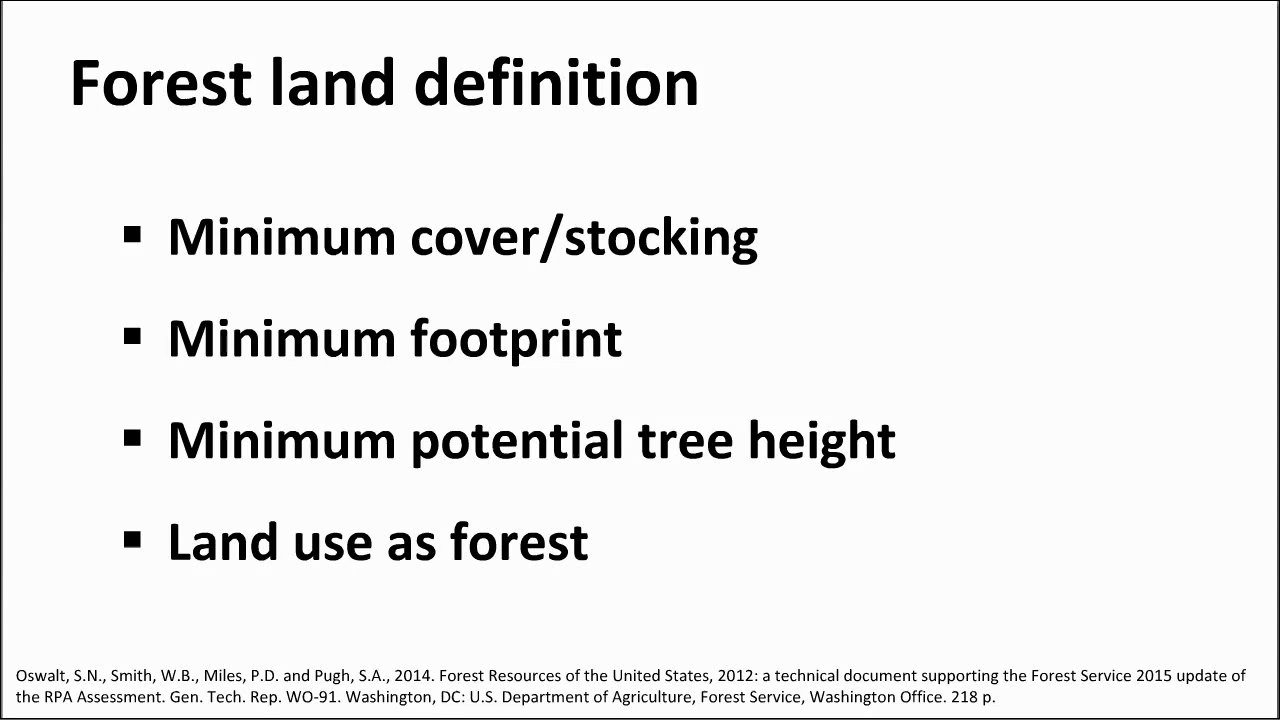 Forest land definition
▪ Minimum cover/stocking
▪ Minimum footprint
▪ Minimum potential tree height
▪ Land use as forest
Oswalt, S.N., Smith, W.B., Miles, P.D. and Pugh, S.A., 2014. Forest Resources of the United States, 2012: a technical document supporting the Forest Service 2015 update of
the RPA Assessment. Gen. Tech. Rep. WO-91. Washington, DC: U.S. Department of Agriculture, Forest Service, Washington Office. 218 p.